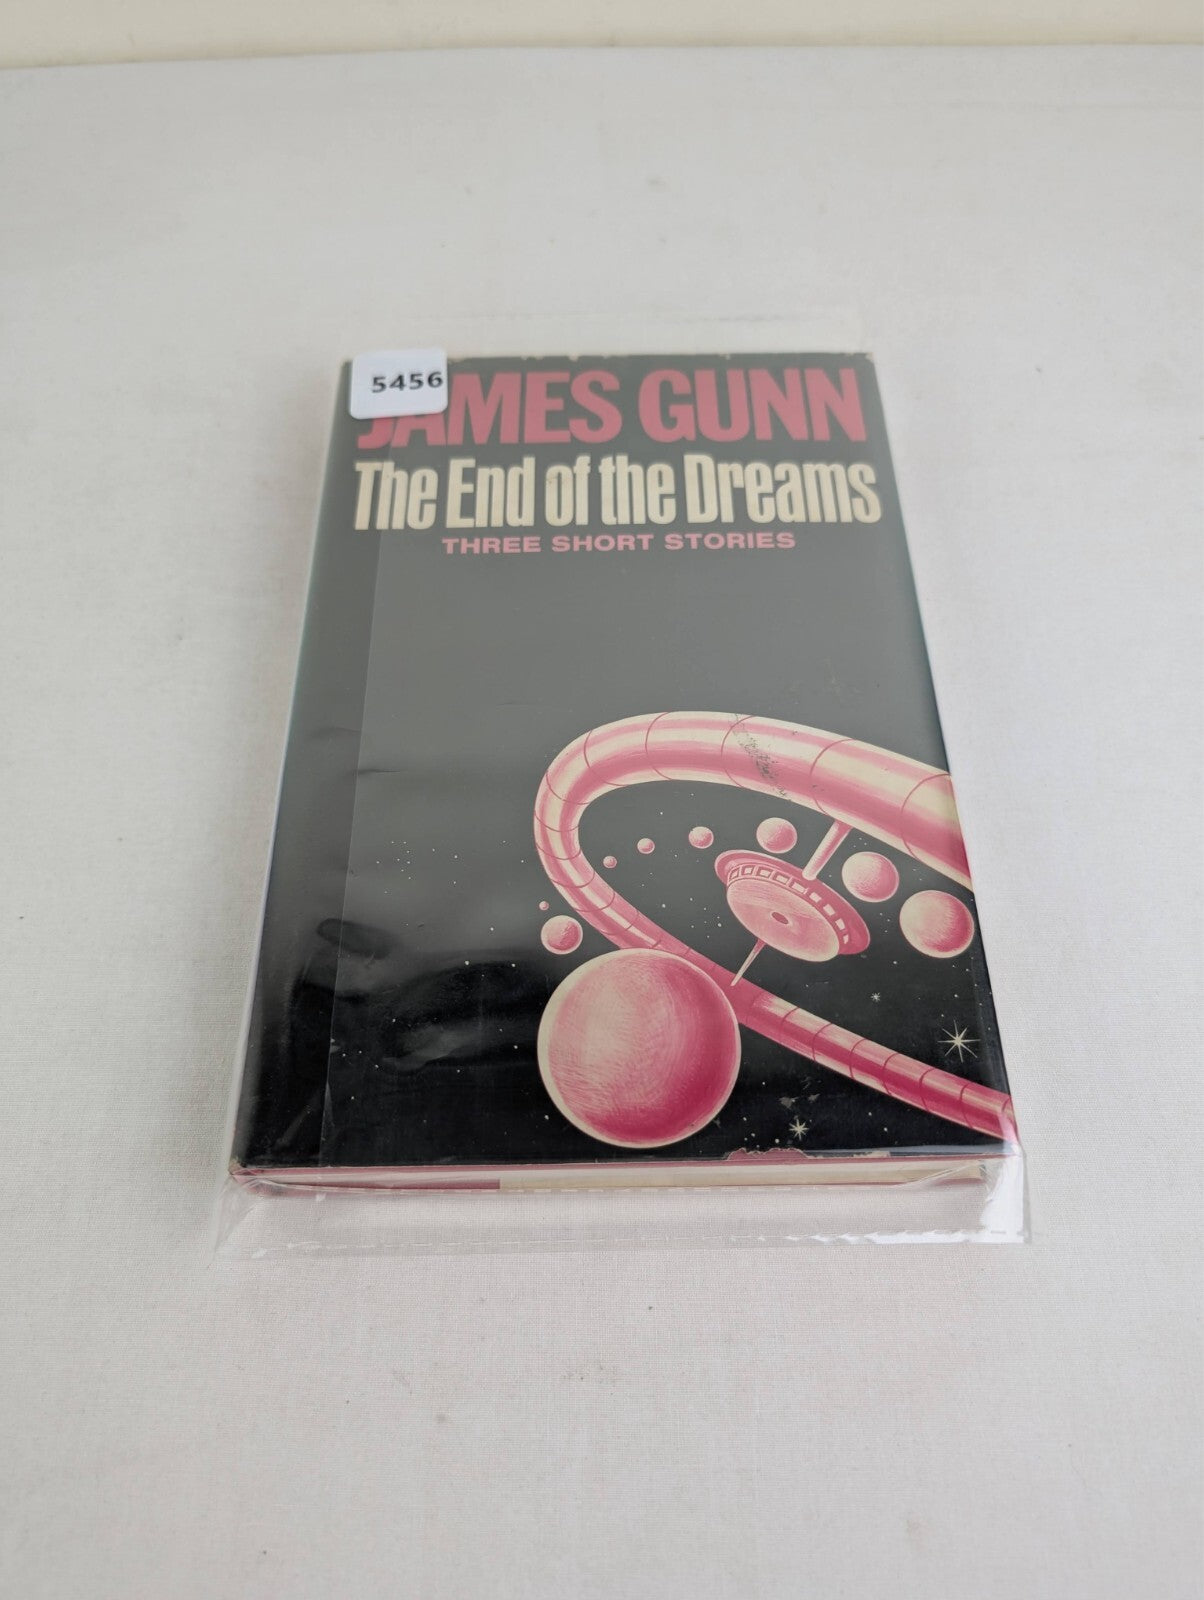 5456
JAMES GUNN
The End of the Dreams
THREE SHORT STORIES